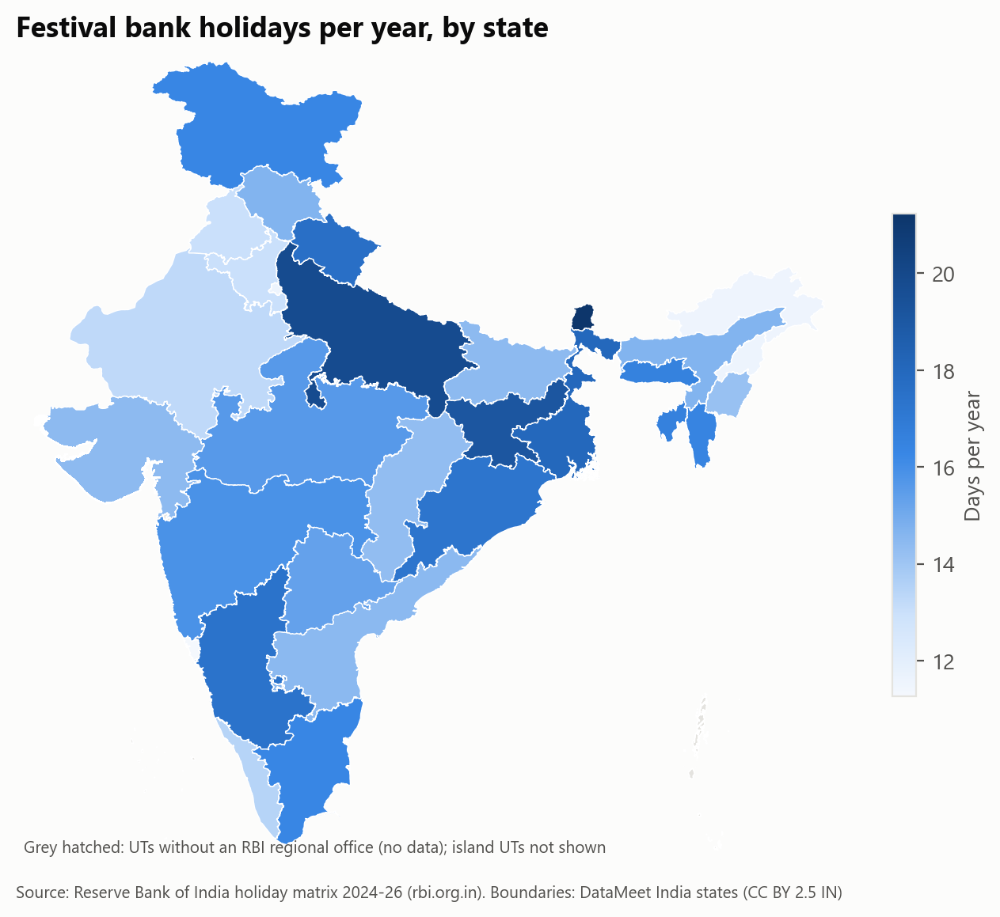 Festival bank holidays per year, by state
20
18
16
14
12
Days per year
Grey hatched: UTs without an RBI regional office (no data); island UTs not shown
Source: Reserve Bank of India holiday matrix 2024-26 (rbi.org.in). Boundaries: DataMeet India states (CC BY 2.5 IN)